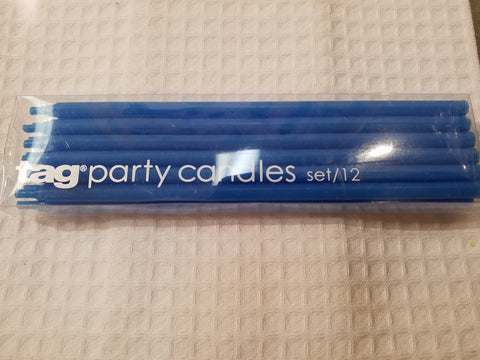 tag® party candles set/12